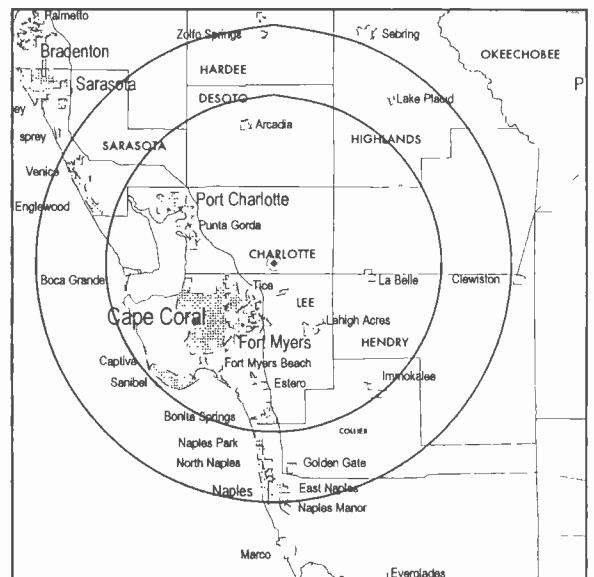 Palmetto
Zolfo Springs
Sebring
Bradenton
OKEECHOBEE
HARDEE
Sarasota
P
DESOTO
Lake Placid
ey
Arcadia
sprey
SARASOTA
HIGHLANDS
Venice
Port Charlotte
Englewood
Punta Gorda
CHARLOTTE
Boca Grande
La Belle
Clewiston
Tice
LEE
Cape Coral
Lehigh Acres
Fort Myers
HENDRY
Captiva
Fort Myers Beach
Sanibel
Estero
Immokalee
Bonita Springs
COLLIER
Naples Park
North Naples
Golden Gate
Naples
East Naples
Naples Manor
Marco
Everglades